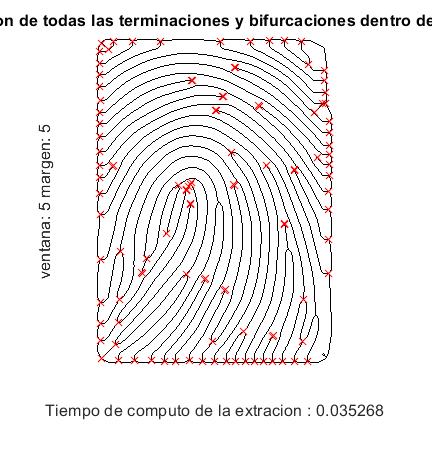 on de todas las terminaciones y bifurcaciones dentro de
ventana: 5 margen: 5
Tiempo de computo de la extracion : 0.035268